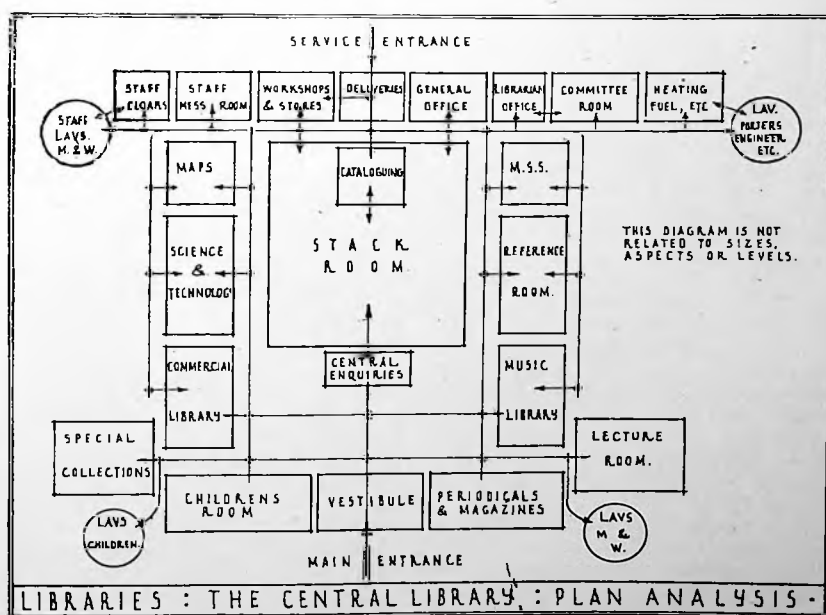 SERVICE ENTRANCE
STAFF
CLOAKS
STAFF
MESS ROOM
WORKSHOPS
& STORES
DELIVERIES
GENERAL
OFFICE
LIBRARIAN
OFFICE
COMMITTEE
ROOM
HEATING
FUEL, ETC
STAFF
LAVS.
M. & W.
LAV.
PORTERS
ENGINEER
ETC.
MAPS
CATALOGUING
M.S.S.
SCIENCE
&
TECHNOLOGY
STACK
ROOM.
REFERENCE
ROOM.
THIS DIAGRAM IS NOT
RELATED TO SIZES,
ASPECTS OR LEVELS.
COMMERCIAL
LIBRARY
CENTRAL
ENQUIRIES
MUSIC
LIBRARY
SPECIAL
COLLECTIONS
LECTURE
ROOM.
CHILDRENS
ROOM
VESTIBULE
PERIODICALS
& MAGAZINES
LAVS
CHILDREN.
LAVS
M &
W.
MAIN ENTRANCE
LIBRARIES : THE CENTRAL LIBRARY : PLAN ANALYSIS -